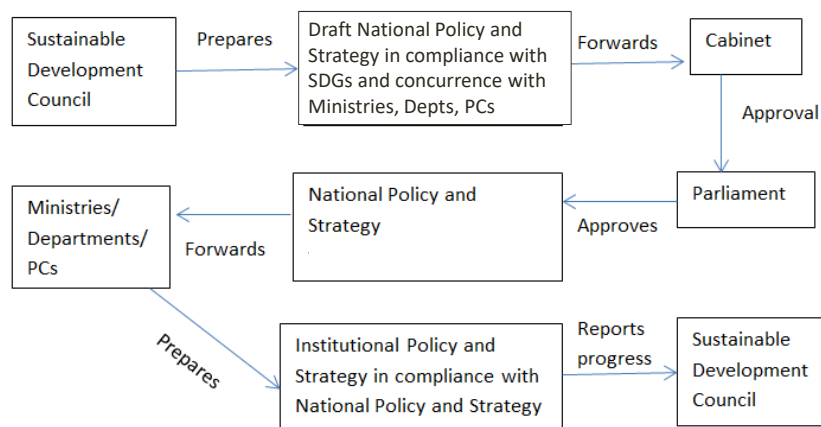 Sustainable
Development
Council
Prepares
Draft National Policy and
Strategy in compliance with
SDGs and concurrence with
Ministries, Depts, PCs
Forwards
Cabinet
Approval
Parliament
Approves
National Policy and
Strategy
Forwards
Ministries/
Departments/
PCs
Prepares
Institutional Policy and
Strategy in compliance with
National Policy and Strategy
Reports
progress
Sustainable
Development
Council